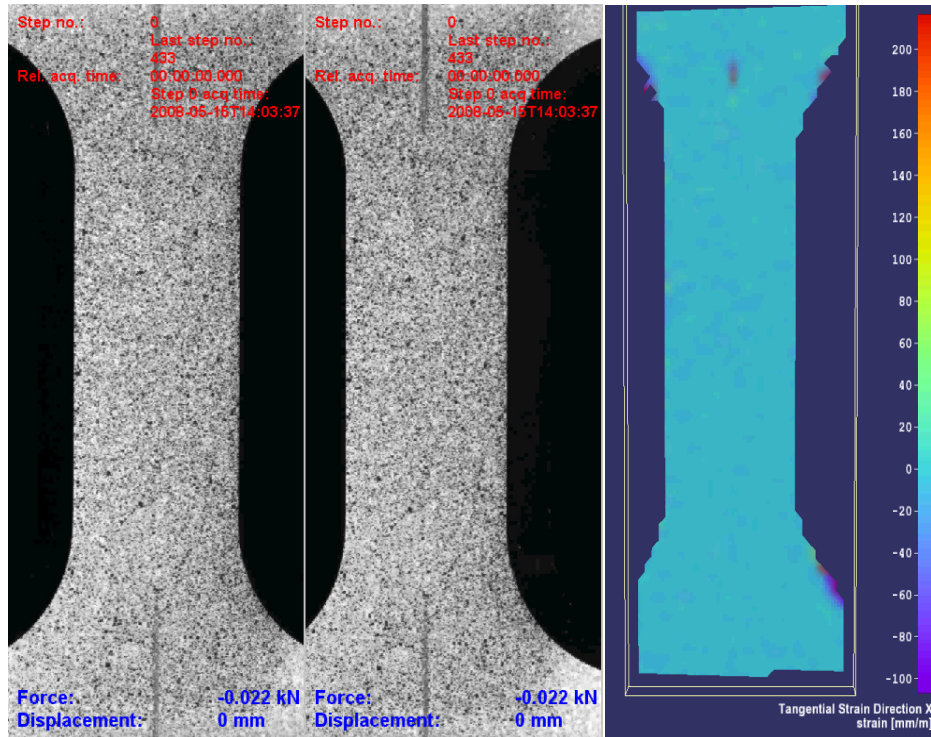 Step no.: 0
Last step no.:
433
Rel. acq. time: 00:00:00.000
Step 0 acq time:
2008-05-15T14:03:37
Force: -0.022 kN
Displacement: 0 mm
Step no.: 0
Last step no.:
433
Rel. acq. time: 00:00:00.000
Step 0 acq time:
2008-05-15T14:03:37
Force: -0.022 kN
Displacement: 0 mm
200
180
160
140
120
100
80
60
40
20
0
-20
-40
-60
-80
-100
Tangential Strain Direction X
strain [mm/m]